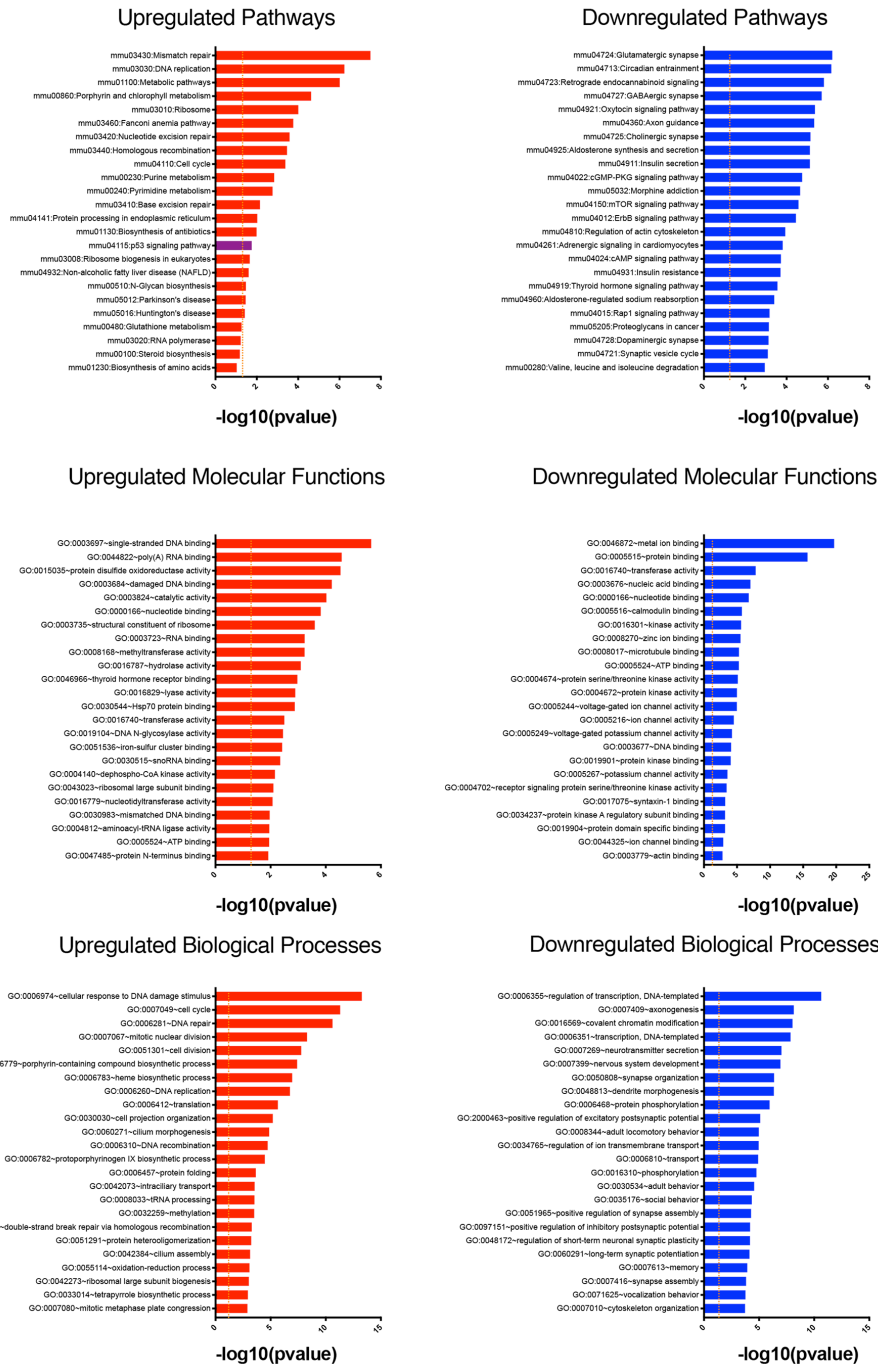 Upregulated Pathways
mmu03430:Mismatch repair
mmu03030:DNA replication
mmu01100:Metabolic pathways
mmu00860:Porphyrin and chlorophyll metabolism
mmu03010:Ribosome
mmu03460:Fanconi anemia pathway
mmu03420:Nucleotide excision repair
mmu03440:Homologous recombination
mmu04110:Cell cycle
mmu00230:Purine metabolism
mmu00240:Pyrimidine metabolism
mmu03410:Base excision repair
mmu04141:Protein processing in endoplasmic reticulum
mmu01130:Biosynthesis of antibiotics
mmu04115:p53 signaling pathway
mmu03008:Ribosome biogenesis in eukaryotes
mmu04932:Non-alcoholic fatty liver disease (NAFLD)
mmu00510:N-Glycan biosynthesis
mmu05012:Parkinson's disease
mmu05016:Huntington's disease
mmu00480:Glutathione metabolism
mmu03020:RNA polymerase
mmu00100:Steroid biosynthesis
mmu01230:Biosynthesis of amino acids
0 2 4 6 8
-log10(pvalue)
Downregulated Pathways
mmu04724:Glutamatergic synapse
mmu04713:Circadian entrainment
mmu04723:Retrograde endocannabinoid signaling
mmu04727:GABAergic synapse
mmu04921:Oxytocin signaling pathway
mmu04360:Axon guidance
mmu04725:Cholinergic synapse
mmu04925:Aldosterone synthesis and secretion
mmu04911:Insulin secretion
mmu04022:cGMP-PKG signaling pathway
mmu05032:Morphine addiction
mmu04150:mTOR signaling pathway
mmu04012:ErbB signaling pathway
mmu04810:Regulation of actin cytoskeleton
mmu04261:Adrenergic signaling in cardiomyocytes
mmu04024:cAMP signaling pathway
mmu04931:Insulin resistance
mmu04919:Thyroid hormone signaling pathway
mmu04960:Aldosterone-regulated sodium reabsorption
mmu04015:Rap1 signaling pathway
mmu05205:Proteoglycans in cancer
mmu04728:Dopaminergic synapse
mmu04721:Synaptic vesicle cycle
mmu00280:Valine, leucine and isoleucine degradation
0 2 4 6 8
-log10(pvalue)
Upregulated Molecular Functions
GO:0003697~single-stranded DNA binding
GO:0044822~poly(A) RNA binding
GO:0015035~protein disulfide oxidoreductase activity
GO:0003684~damaged DNA binding
GO:0003824~catalytic activity
GO:0000166~nucleotide binding
GO:0003735~structural constituent of ribosome
GO:0003723~RNA binding
GO:0008168~methyltransferase activity
GO:0016787~hydrolase activity
GO:0046966~thyroid hormone receptor binding
GO:0016829~lyase activity
GO:0030544~Hsp70 protein binding
GO:0016740~transferase activity
GO:0019104~DNA N-glycosylase activity
GO:0051536~iron-sulfur cluster binding
GO:0030515~snoRNA binding
GO:0004140~dephospho-CoA kinase activity
GO:0043023~ribosomal large subunit binding
GO:0016779~nucleotidyltransferase activity
GO:0030983~mismatched DNA binding
GO:0004812~aminoacyl-tRNA ligase activity
GO:0005524~ATP binding
GO:0047485~protein N-terminus binding
0 2 4 6
-log10(pvalue)
Downregulated Molecular Functions
GO:0046872~metal ion binding
GO:0005515~protein binding
GO:0016740~transferase activity
GO:0003676~nucleic acid binding
GO:0000166~nucleotide binding
GO:0005516~calmodulin binding
GO:0016301~kinase activity
GO:0008270~zinc ion binding
GO:0008017~microtubule binding
GO:0005524~ATP binding
GO:0004674~protein serine/threonine kinase activity
GO:0004672~protein kinase activity
GO:0005244~voltage-gated ion channel activity
GO:0005216~ion channel activity
GO:0005249~voltage-gated potassium channel activity
GO:0003677~DNA binding
GO:0019901~protein kinase binding
GO:0005267~potassium channel activity
GO:0004702~receptor signaling protein serine/threonine kinase activity
GO:0017075~syntaxin-1 binding
GO:0034237~protein kinase A regulatory subunit binding
GO:0019904~protein domain specific binding
GO:0044325~ion channel binding
GO:0003779~actin binding
0 5 10 15 20 25
-log10(pvalue)
Upregulated Biological Processes
GO:0006974~cellular response to DNA damage stimulus
GO:0007049~cell cycle
GO:0006281~DNA repair
GO:0007067~mitotic nuclear division
GO:0051301~cell division
6779~porphyrin-containing compound biosynthetic process
GO:0006783~heme biosynthetic process
GO:0006260~DNA replication
GO:0006412~translation
GO:0030030~cell projection organization
GO:0060271~cilium morphogenesis
GO:0006310~DNA recombination
GO:0006782~protoporphyrinogen IX biosynthetic process
GO:0006457~protein folding
GO:0042073~intraciliary transport
GO:0008033~tRNA processing
GO:0032259~methylation
~double-strand break repair via homologous recombination
GO:0051291~protein heterooligomerization
GO:0042384~cilium assembly
GO:0055114~oxidation-reduction process
GO:0042273~ribosomal large subunit biogenesis
GO:0033014~tetrapyrrole biosynthetic process
GO:0007080~mitotic metaphase plate congression
0 5 10 15
-log10(pvalue)
Downregulated Biological Processes
GO:0006355~regulation of transcription, DNA-templated
GO:0007409~axonogenesis
GO:0016569~covalent chromatin modification
GO:0006351~transcription, DNA-templated
GO:0007269~neurotransmitter secretion
GO:0007399~nervous system development
GO:0050808~synapse organization
GO:0048813~dendrite morphogenesis
GO:0006468~protein phosphorylation
GO:2000463~positive regulation of excitatory postsynaptic potential
GO:0008344~adult locomotory behavior
GO:0034765~regulation of ion transmembrane transport
GO:0006810~transport
GO:0016310~phosphorylation
GO:0030534~adult behavior
GO:0035176~social behavior
GO:0051965~positive regulation of synapse assembly
GO:0097151~positive regulation of inhibitory postsynaptic potential
GO:0048172~regulation of short-term neuronal synaptic plasticity
GO:0060291~long-term synaptic potentiation
GO:0007613~memory
GO:0007416~synapse assembly
GO:0071625~vocalization behavior
GO:0007010~cytoskeleton organization
0 5 10 15
-log10(pvalue)